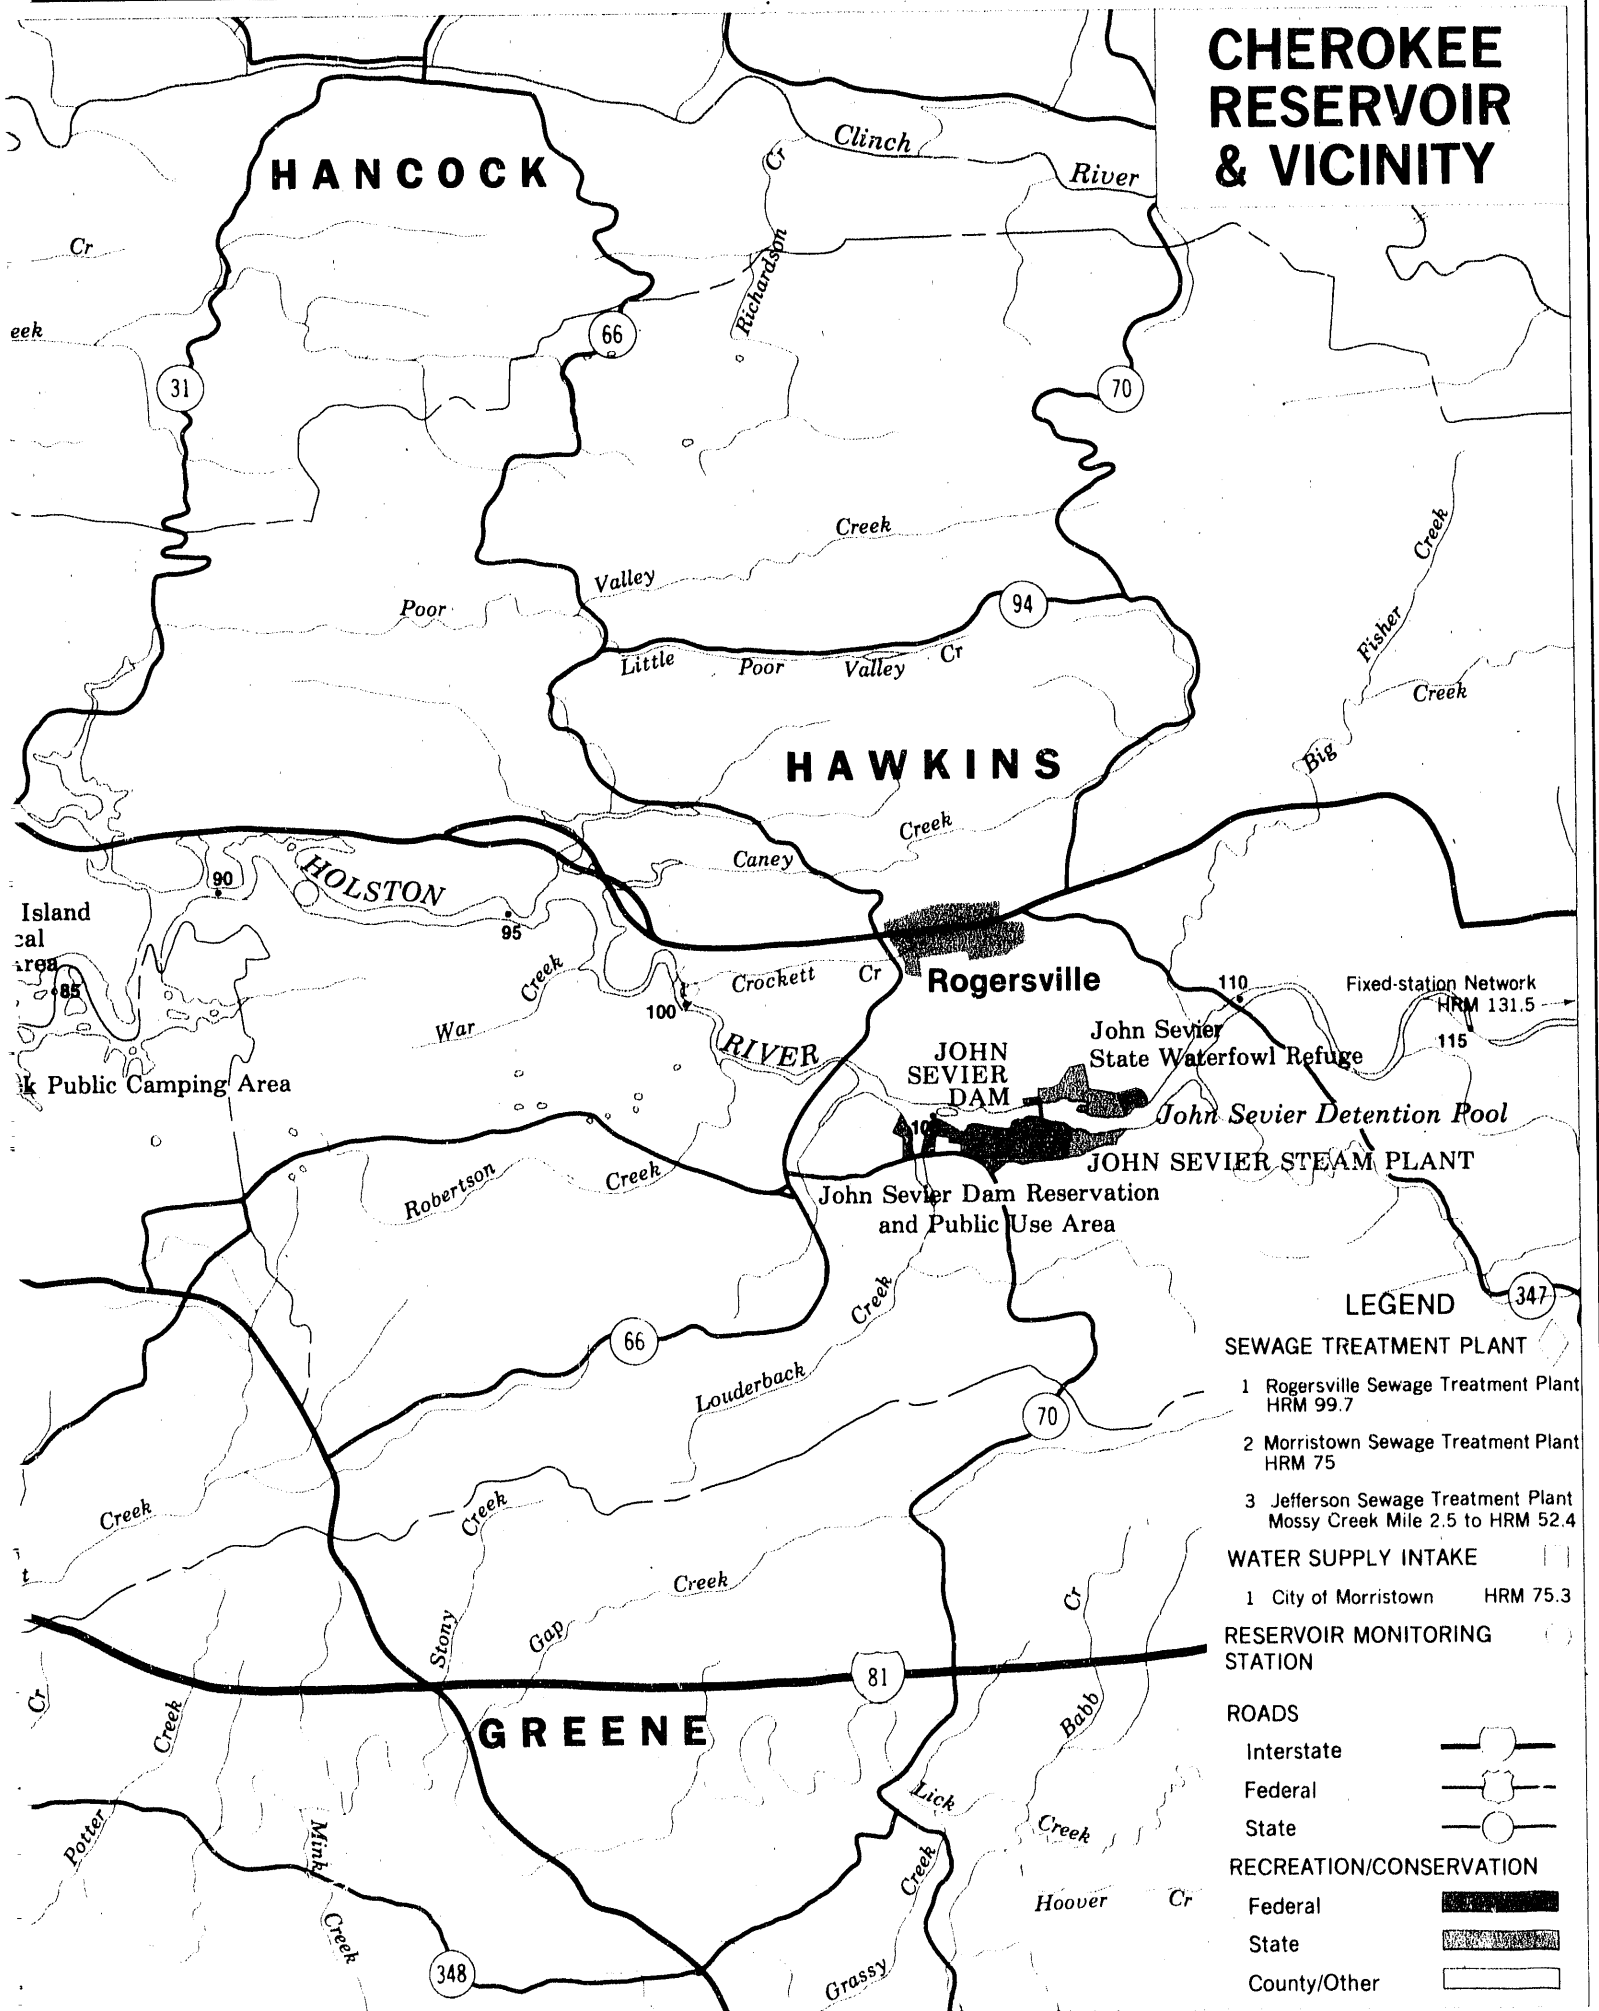 CHEROKEE
RESERVOIR
& VICINITY
Clinch
River
Cr
Richardson
HANCOCK
Cr
eek
66
31
70
Creek
Valley
Poor
94
Little Poor Valley Cr
Creek
Fisher
Creek
Big
HAWKINS
Creek
Caney
90
HOLSTON
95
Island
cal
area
85
Creek
War
100
Crockett Cr
Rogersville
110
Fixed-station Network
HRM 131.5
115
RIVER
JOHN
SEVIER
DAM
John Sevier
State Waterfowl Refuge
k Public Camping Area
10
John Sevier Detention Pool
JOHN SEVIER STEAM PLANT
Robertson
Creek
John Sevier Dam Reservation
and Public Use Area
Creek
Louderback
66
70
347
Creek
t
Creek
Stony
Gap
Creek
Cr
Babb
81
Cr
Creek
Potter
GREENE
Mink
Creek
348
Lick
Creek
Creek
Grassy
Hoover Cr
LEGEND
SEWAGE TREATMENT PLANT
1 Rogersville Sewage Treatment Plant
HRM 99.7
2 Morristown Sewage Treatment Plant
HRM 75
3 Jefferson Sewage Treatment Plant
Mossy Creek Mile 2.5 to HRM 52.4
WATER SUPPLY INTAKE
1 City of Morristown HRM 75.3
RESERVOIR MONITORING
STATION
ROADS
Interstate
Federal
State
RECREATION/CONSERVATION
Federal
State
County/Other